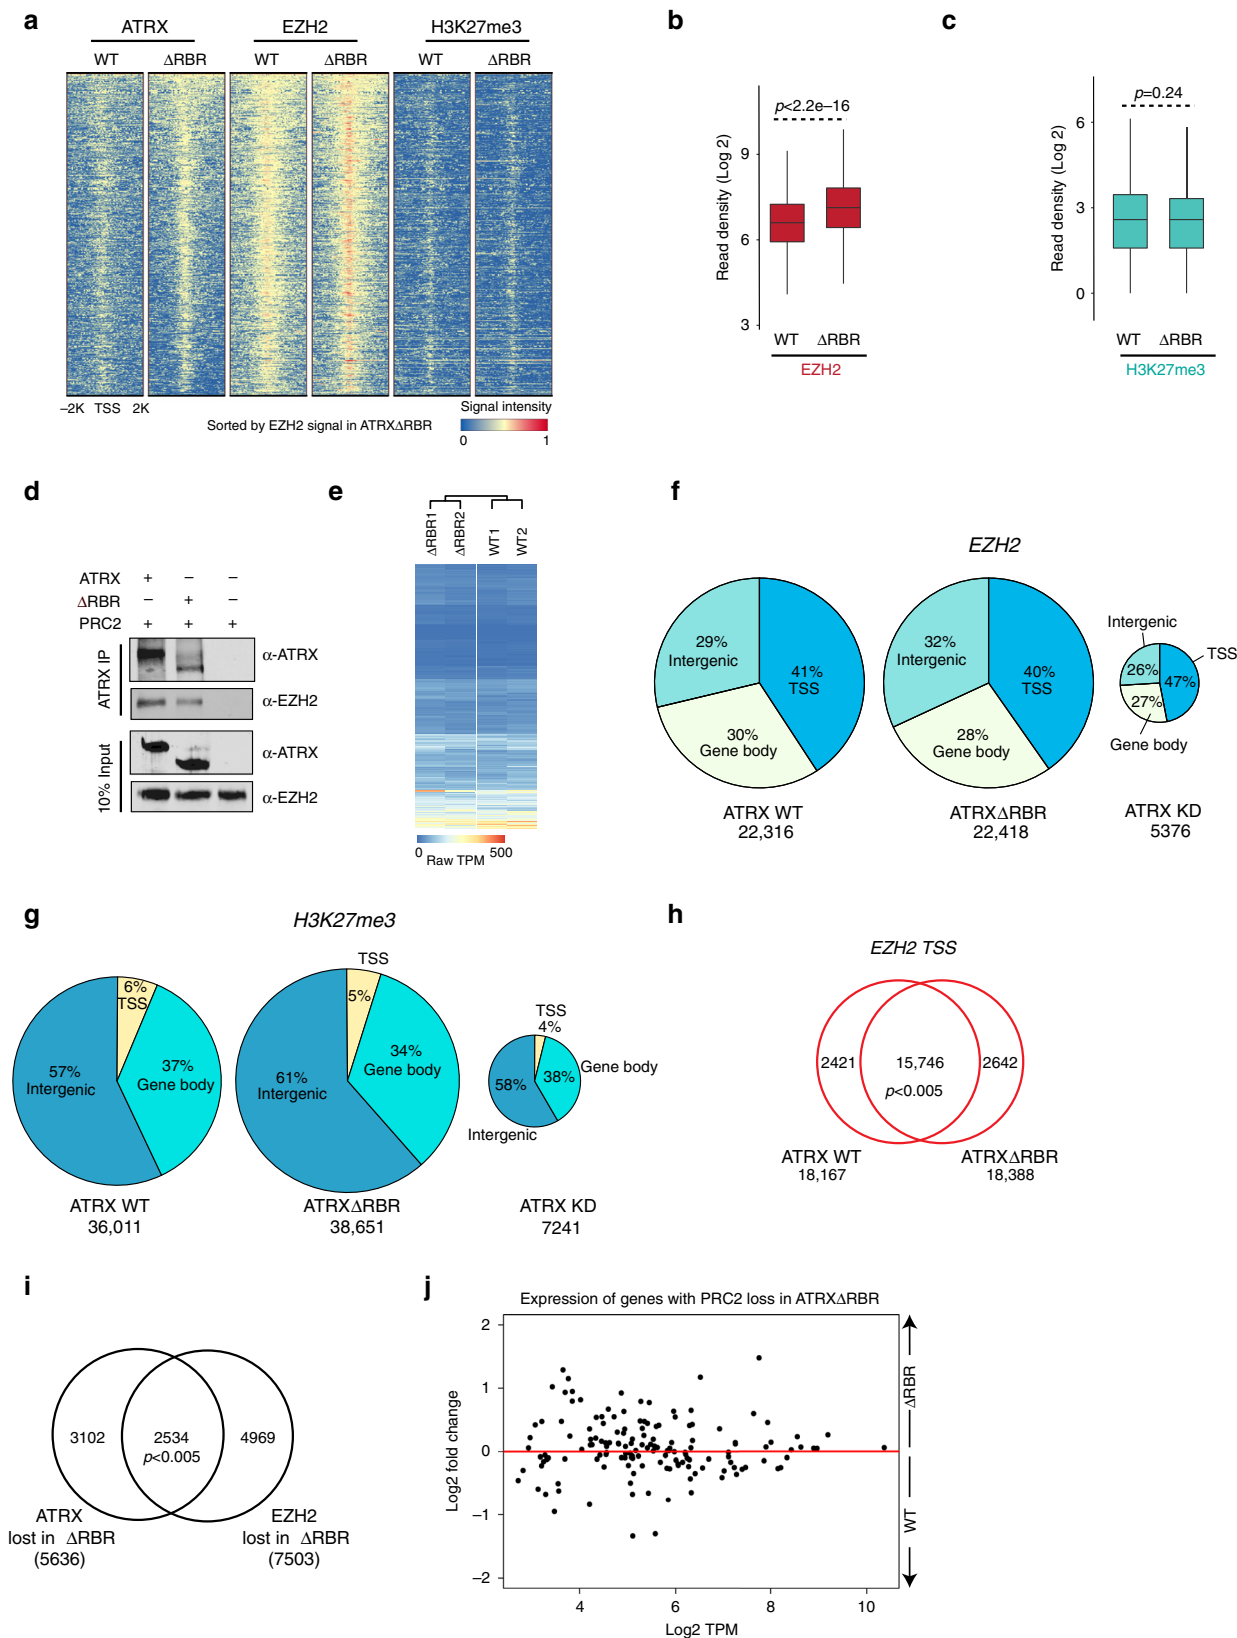 a
ATRX
EZH2
H3K27me3
WT
ΔRBR
WT
ΔRBR
WT
ΔRBR
–2K TSS 2K
Sorted by EZH2 signal in ATRXΔRBR
Signal intensity
0 1
b
p<2.2e–16
Read density (Log 2)
9
6
3
WT ΔRBR
EZH2
c
p=0.24
Read density (Log 2)
6
3
0
WT ΔRBR
H3K27me3
d
ATRX + – –
ΔRBR – + –
PRC2 + + +
ATRX IP
α-ATRX
α-EZH2
10% Input
α-ATRX
α-EZH2
e
ΔRBR1
ΔRBR2
WT1
WT2
0 500
Raw TPM
f
EZH2
29%
Intergenic
41%
TSS
30%
Gene body
ATRX WT
22,316
32%
Intergenic
40%
TSS
28%
Gene body
ATRXΔRBR
22,418
Intergenic
TSS
26%
47%
27%
Gene body
ATRX KD
5376
g
H3K27me3
6%
TSS
57%
Intergenic
37%
Gene body
ATRX WT
36,011
TSS
5%
34%
Gene body
61%
Intergenic
ATRXΔRBR
38,651
TSS
4%
Gene body
58%
38%
Intergenic
ATRX KD
7241
h
EZH2 TSS
2421
15,746
2642
p<0.005
ATRX WT
18,167
ATRXΔRBR
18,388
i
3102
2534
4969
p<0.005
ATRX
lost in ΔRBR
(5636)
EZH2
lost in ΔRBR
(7503)
j
Expression of genes with PRC2 loss in ATRXΔRBR
Log2 fold change
2
1
0
–1
–2
4 6 8 10
Log2 TPM
ΔRBR
WT